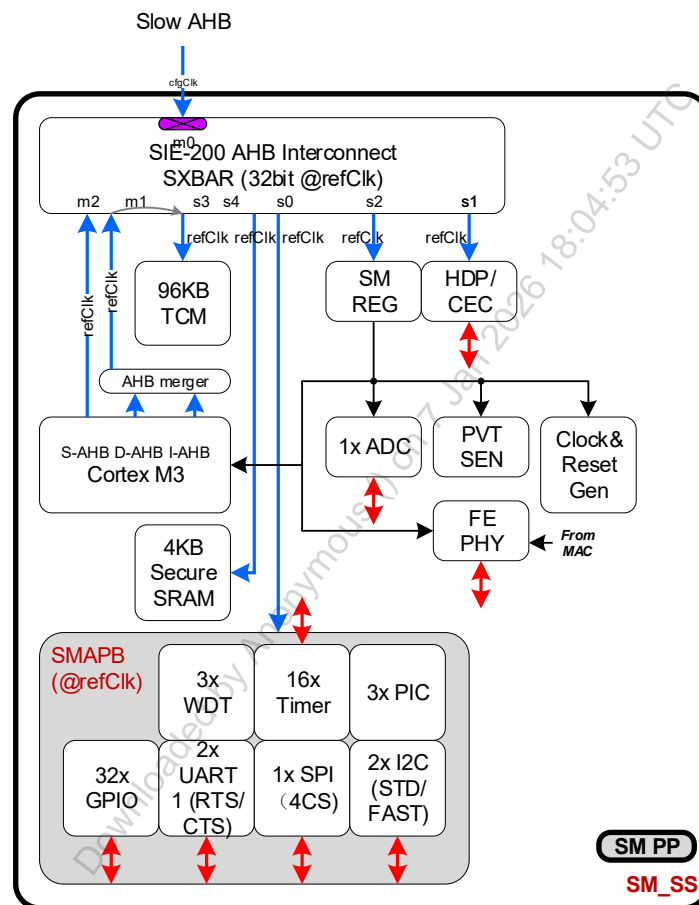 Slow AHB
cfgClk
m0
SIE-200 AHB Interconnect
SXBAR (32bit @refClk)
m2 m1 s3 s4 s0 s2 s1
refClk refClk refClk refClk refClk
refClk refClk
96KB
TCM
SM
REG
HDP/
CEC
AHB merger
S-AHB D-AHB I-AHB
Cortex M3
1x ADC
PVT
SEN
Clock&
Reset
Gen
4KB
Secure
SRAM
FE
PHY
From
MAC
SMAPB
(@refClk)
3x
WDT
16x
Timer
3x PIC
32x
GPIO
2x
UART
1 (RTS/
CTS)
1x SPI
（4CS)
2x I2C
(STD/
FAST)
SM PP
SM_SS
Downloaded by Anonymous () on 7 Jan 2026 18:04:53 UTC